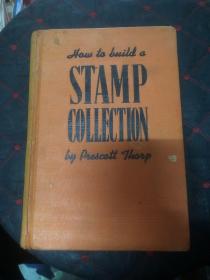 How to build a
STAMP
COLLECTION
by Prescott Thorp